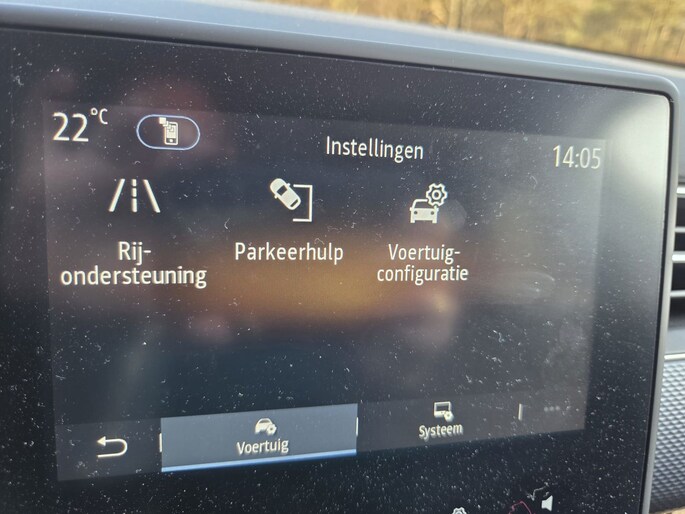 22°C
Instellingen
14:05
Rij-
ondersteuning
Parkeerhulp
Voertuig-
configuratie
Voertuig
Systeem